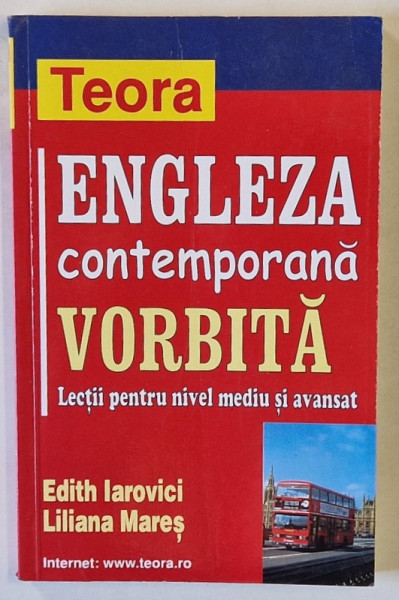 Teora
ENGLEZA
contemporană
VORBITĂ
Lecții pentru nivel mediu și avansat
Edith Iarovici
Liliana Mareș
Internet: www.teora.ro